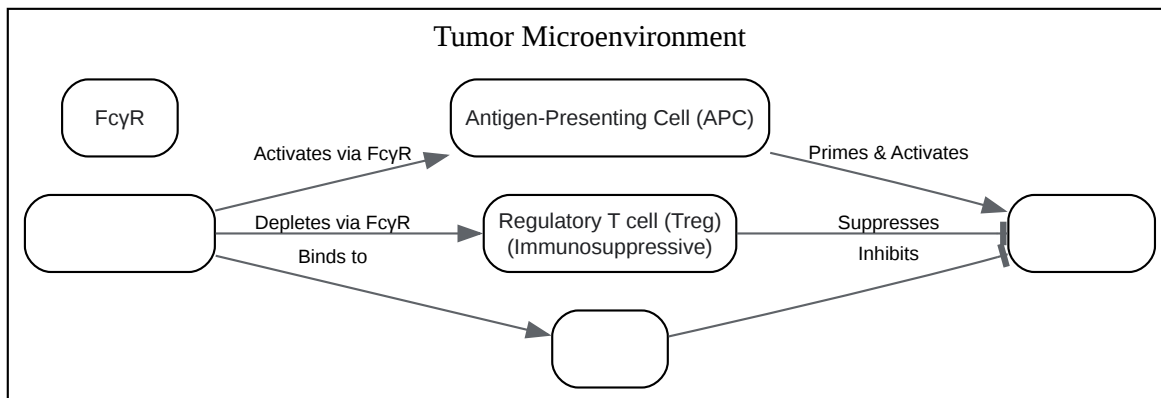 Tumor Microenvironment
FcγR
Antigen-Presenting Cell (APC)
Activates via FcγR
Primes & Activates
Depletes via FcγR
Regulatory T cell (Treg)
(Immunosuppressive)
Suppresses
Binds to
Inhibits